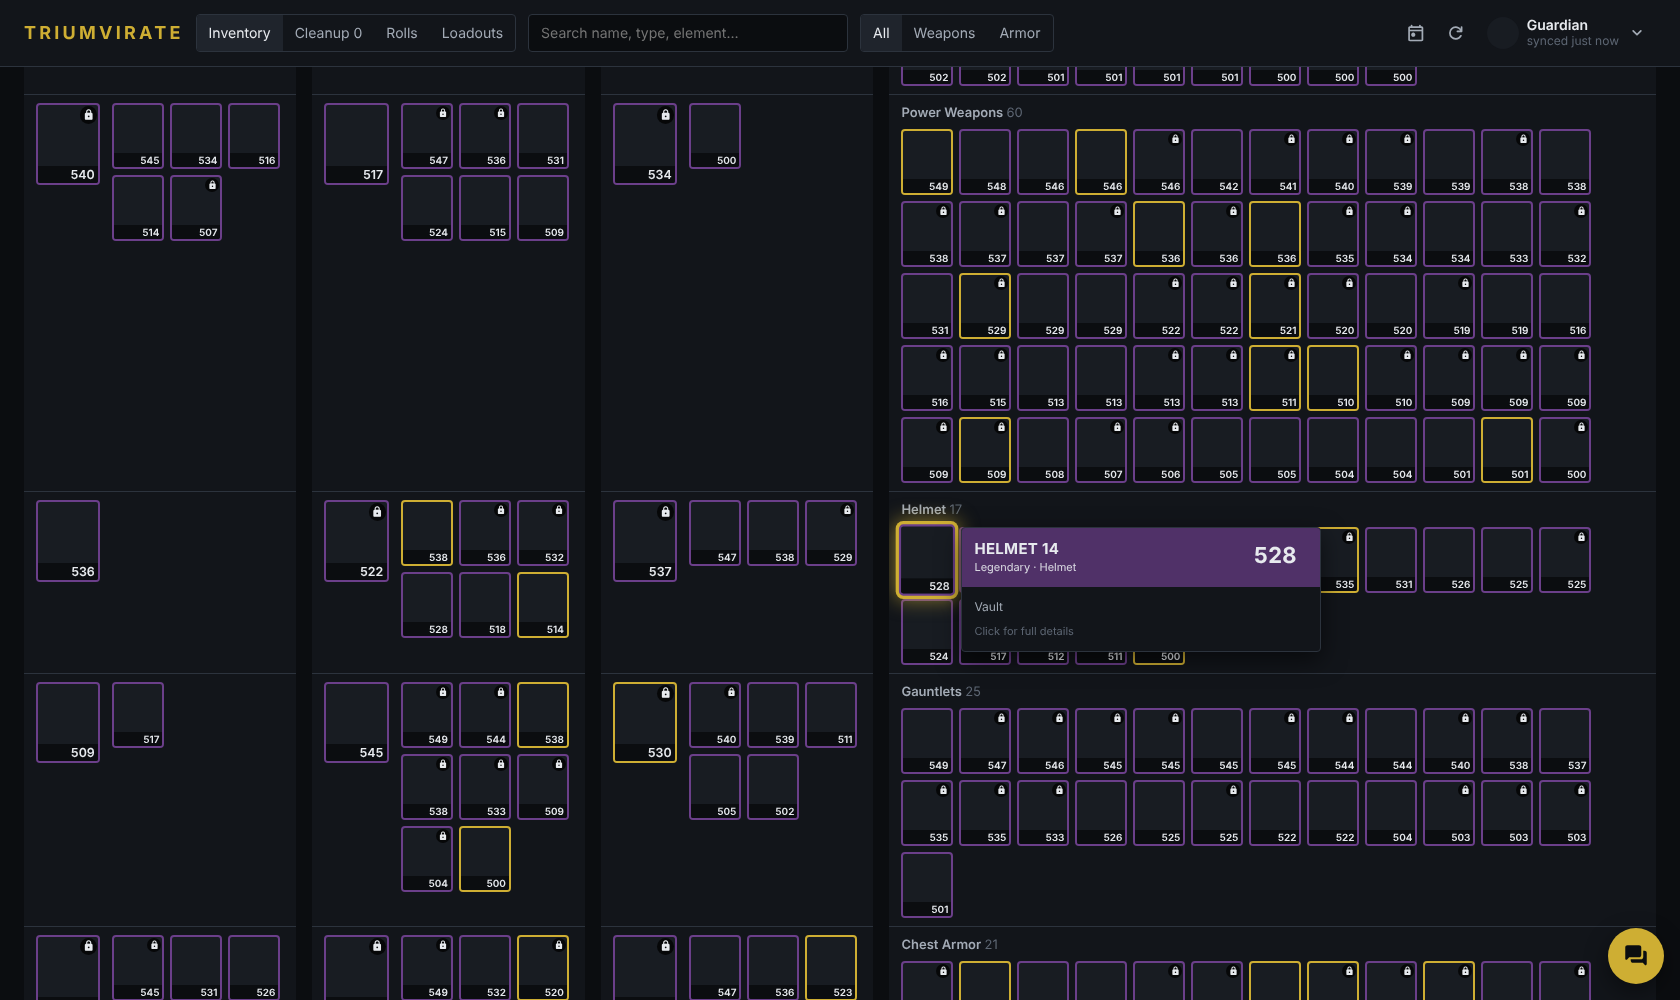 TRIUMVIRATE
Inventory Cleanup 0 Rolls Loadouts
Search name, type, element...
All Weapons Armor
Guardian
synced just now
502 502 501 501 501 501 500 500 500
540 545 534 516
514 507
517 547 536 531
524 515 509
534 500
Power Weapons 60
549 548 546 546 546 542 541 540 539 539 538 538
538 537 537 537 536 536 536 535 534 534 533 532
531 529 529 529 522 522 521 520 520 519 519 516
516 515 513 513 513 513 511 510 510 509 509 509
509 509 508 507 506 505 505 504 504 501 501 500
536
522 538 536 532
528 518 514
537 547 538 529
Helmet 17
528
HELMET 14
Legendary · Helmet
528
Vault
Click for full details
535 531 526 525 525
524 517 512 511 500
509 517
545 549 544 538
538 533 509
504 500
530 540 539 511
505 502
Gauntlets 25
549 547 546 545 545 545 545 544 544 540 538 537
535 535 533 526 525 525 522 522 504 503 503 503
501
545 531 526
549 532 520
547 536 523
Chest Armor 21